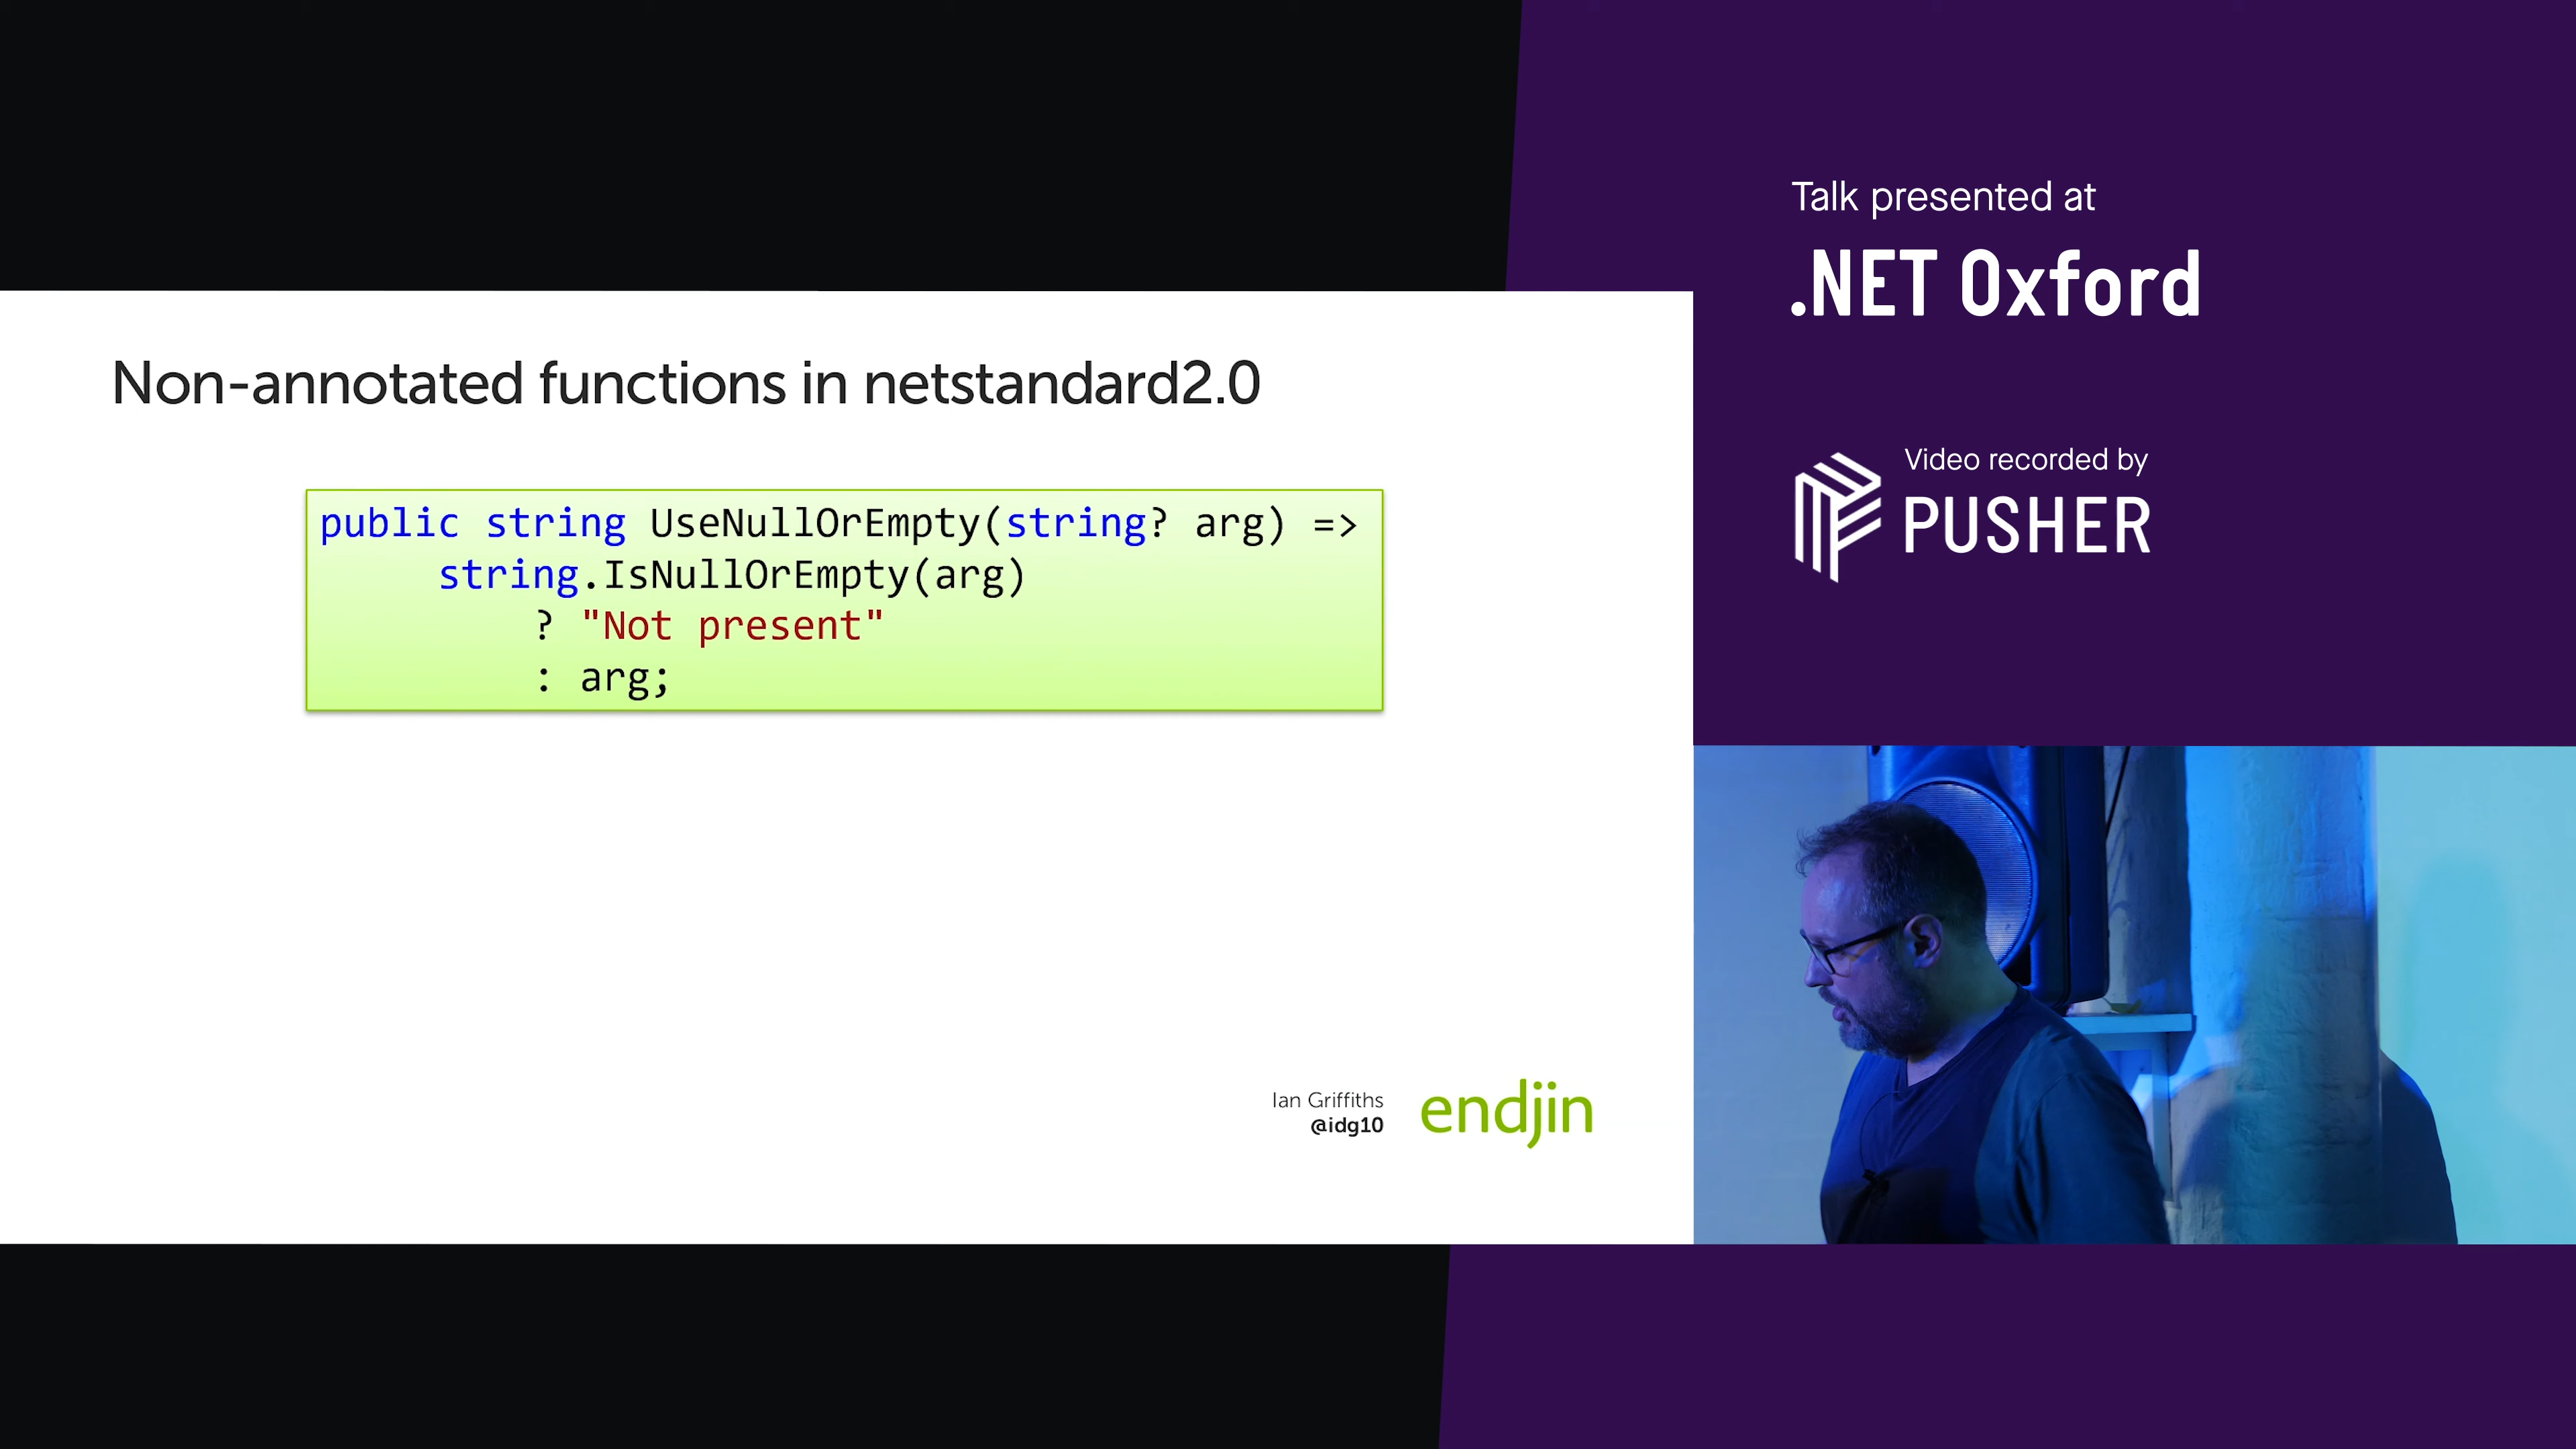 Talk presented at
.NET Oxford
Video recorded by
PUSHER
Non-annotated functions in netstandard2.0
public string UseNullOrEmpty(string? arg) =>
string.IsNullOrEmpty(arg)
? "Not present"
: arg;
Ian Griffiths
@idg10
endjin